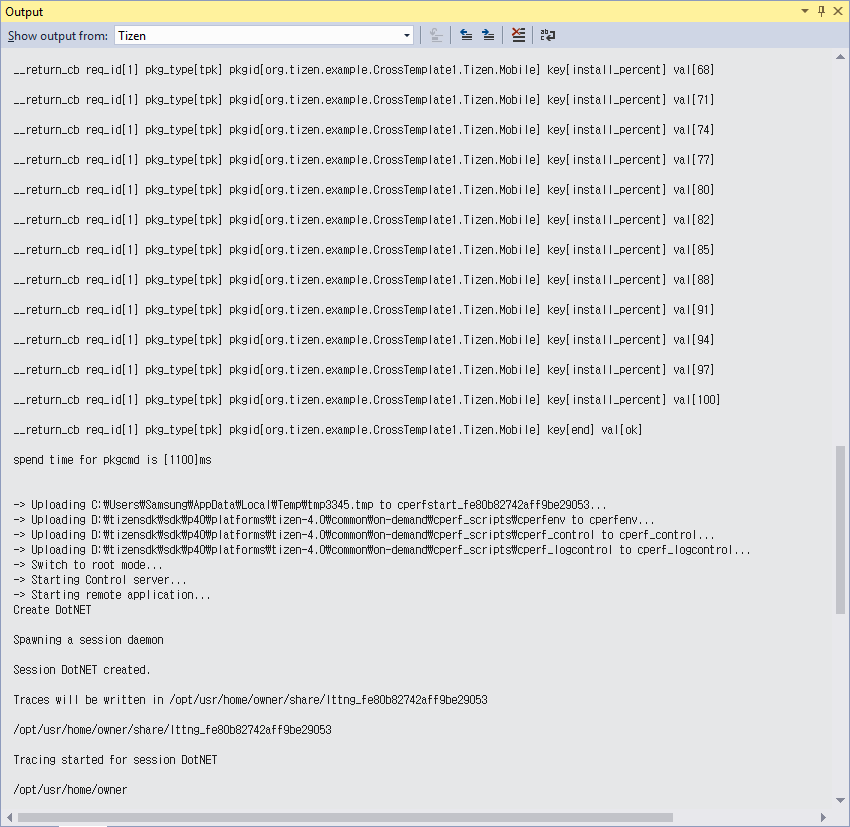 Output
Show output from: Tizen
__return_cb req_id[1] pkg_type[tpk] pkgid[org.tizen.example.CrossTemplate1.Tizen.Mobile] key[install_percent] val[68]
__return_cb req_id[1] pkg_type[tpk] pkgid[org.tizen.example.CrossTemplate1.Tizen.Mobile] key[install_percent] val[71]
__return_cb req_id[1] pkg_type[tpk] pkgid[org.tizen.example.CrossTemplate1.Tizen.Mobile] key[install_percent] val[74]
__return_cb req_id[1] pkg_type[tpk] pkgid[org.tizen.example.CrossTemplate1.Tizen.Mobile] key[install_percent] val[77]
__return_cb req_id[1] pkg_type[tpk] pkgid[org.tizen.example.CrossTemplate1.Tizen.Mobile] key[install_percent] val[80]
__return_cb req_id[1] pkg_type[tpk] pkgid[org.tizen.example.CrossTemplate1.Tizen.Mobile] key[install_percent] val[82]
__return_cb req_id[1] pkg_type[tpk] pkgid[org.tizen.example.CrossTemplate1.Tizen.Mobile] key[install_percent] val[85]
__return_cb req_id[1] pkg_type[tpk] pkgid[org.tizen.example.CrossTemplate1.Tizen.Mobile] key[install_percent] val[88]
__return_cb req_id[1] pkg_type[tpk] pkgid[org.tizen.example.CrossTemplate1.Tizen.Mobile] key[install_percent] val[91]
__return_cb req_id[1] pkg_type[tpk] pkgid[org.tizen.example.CrossTemplate1.Tizen.Mobile] key[install_percent] val[94]
__return_cb req_id[1] pkg_type[tpk] pkgid[org.tizen.example.CrossTemplate1.Tizen.Mobile] key[install_percent] val[97]
__return_cb req_id[1] pkg_type[tpk] pkgid[org.tizen.example.CrossTemplate1.Tizen.Mobile] key[install_percent] val[100]
__return_cb req_id[1] pkg_type[tpk] pkgid[org.tizen.example.CrossTemplate1.Tizen.Mobile] key[end] val[ok]
spend time for pkgcmd is [1100]ms
-> Uploading C:₩Users₩Samsung₩AppData₩Local₩Temp₩tmp3345.tmp to cperfstart_fe80b82742aff9be29053...
-> Uploading D:₩tizensdk₩sdk₩p40₩platforms₩tizen-4.0₩common₩on-demand₩cperf_scripts₩cperfenv to cperfenv...
-> Uploading D:₩tizensdk₩sdk₩p40₩platforms₩tizen-4.0₩common₩on-demand₩cperf_scripts₩cperf_control to cperf_control...
-> Uploading D:₩tizensdk₩sdk₩p40₩platforms₩tizen-4.0₩common₩on-demand₩cperf_scripts₩cperf_logcontrol to cperf_logcontrol...
-> Switch to root mode...
-> Starting Control server...
-> Starting remote application...
Create DotNET
Spawning a session daemon
Session DotNET created.
Traces will be written in /opt/usr/home/owner/share/lttng_fe80b82742aff9be29053
/opt/usr/home/owner/share/lttng_fe80b82742aff9be29053
Tracing started for session DotNET
/opt/usr/home/owner